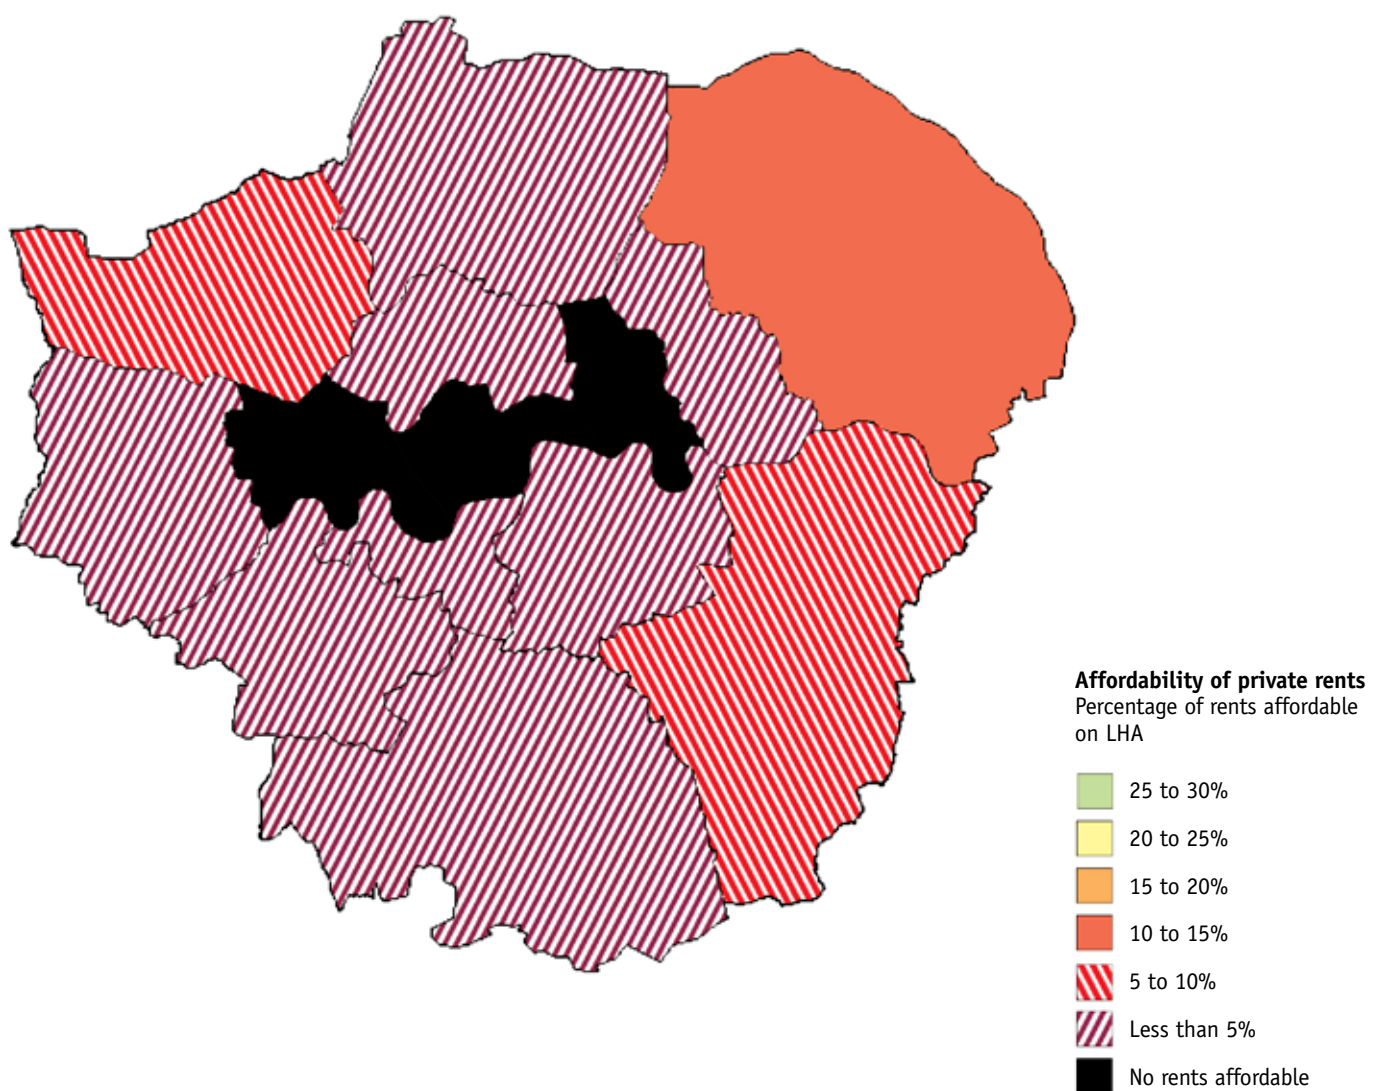 Affordability of private rents
Percentage of rents affordable
on LHA
25 to 30%
20 to 25%
15 to 20%
10 to 15%
5 to 10%
Less than 5%
No rents affordable